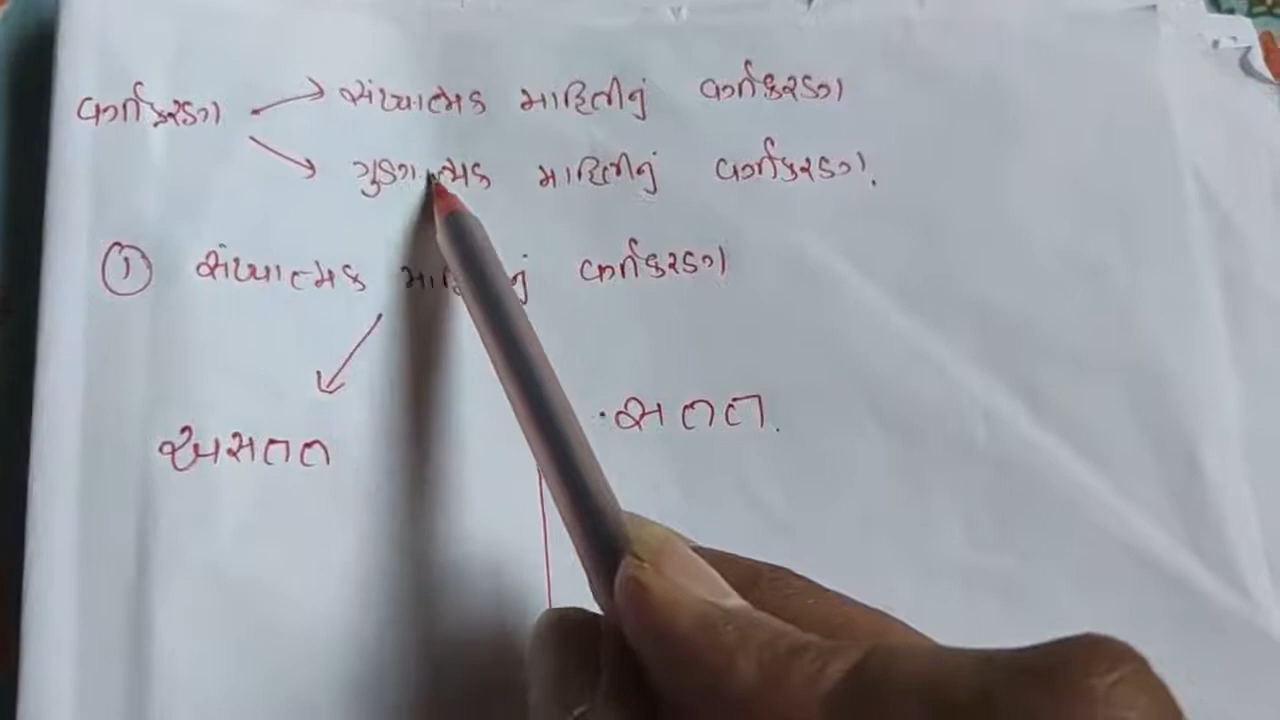 વર્ગીકરણ → સંખ્યાત્મક માહિતીનું વર્ગીકરણ
→ ગુણાત્મક માહિતીનું વર્ગીકરણ.
① સંખ્યાત્મક માહિતીનું વર્ગીકરણ
અસતત સતત.